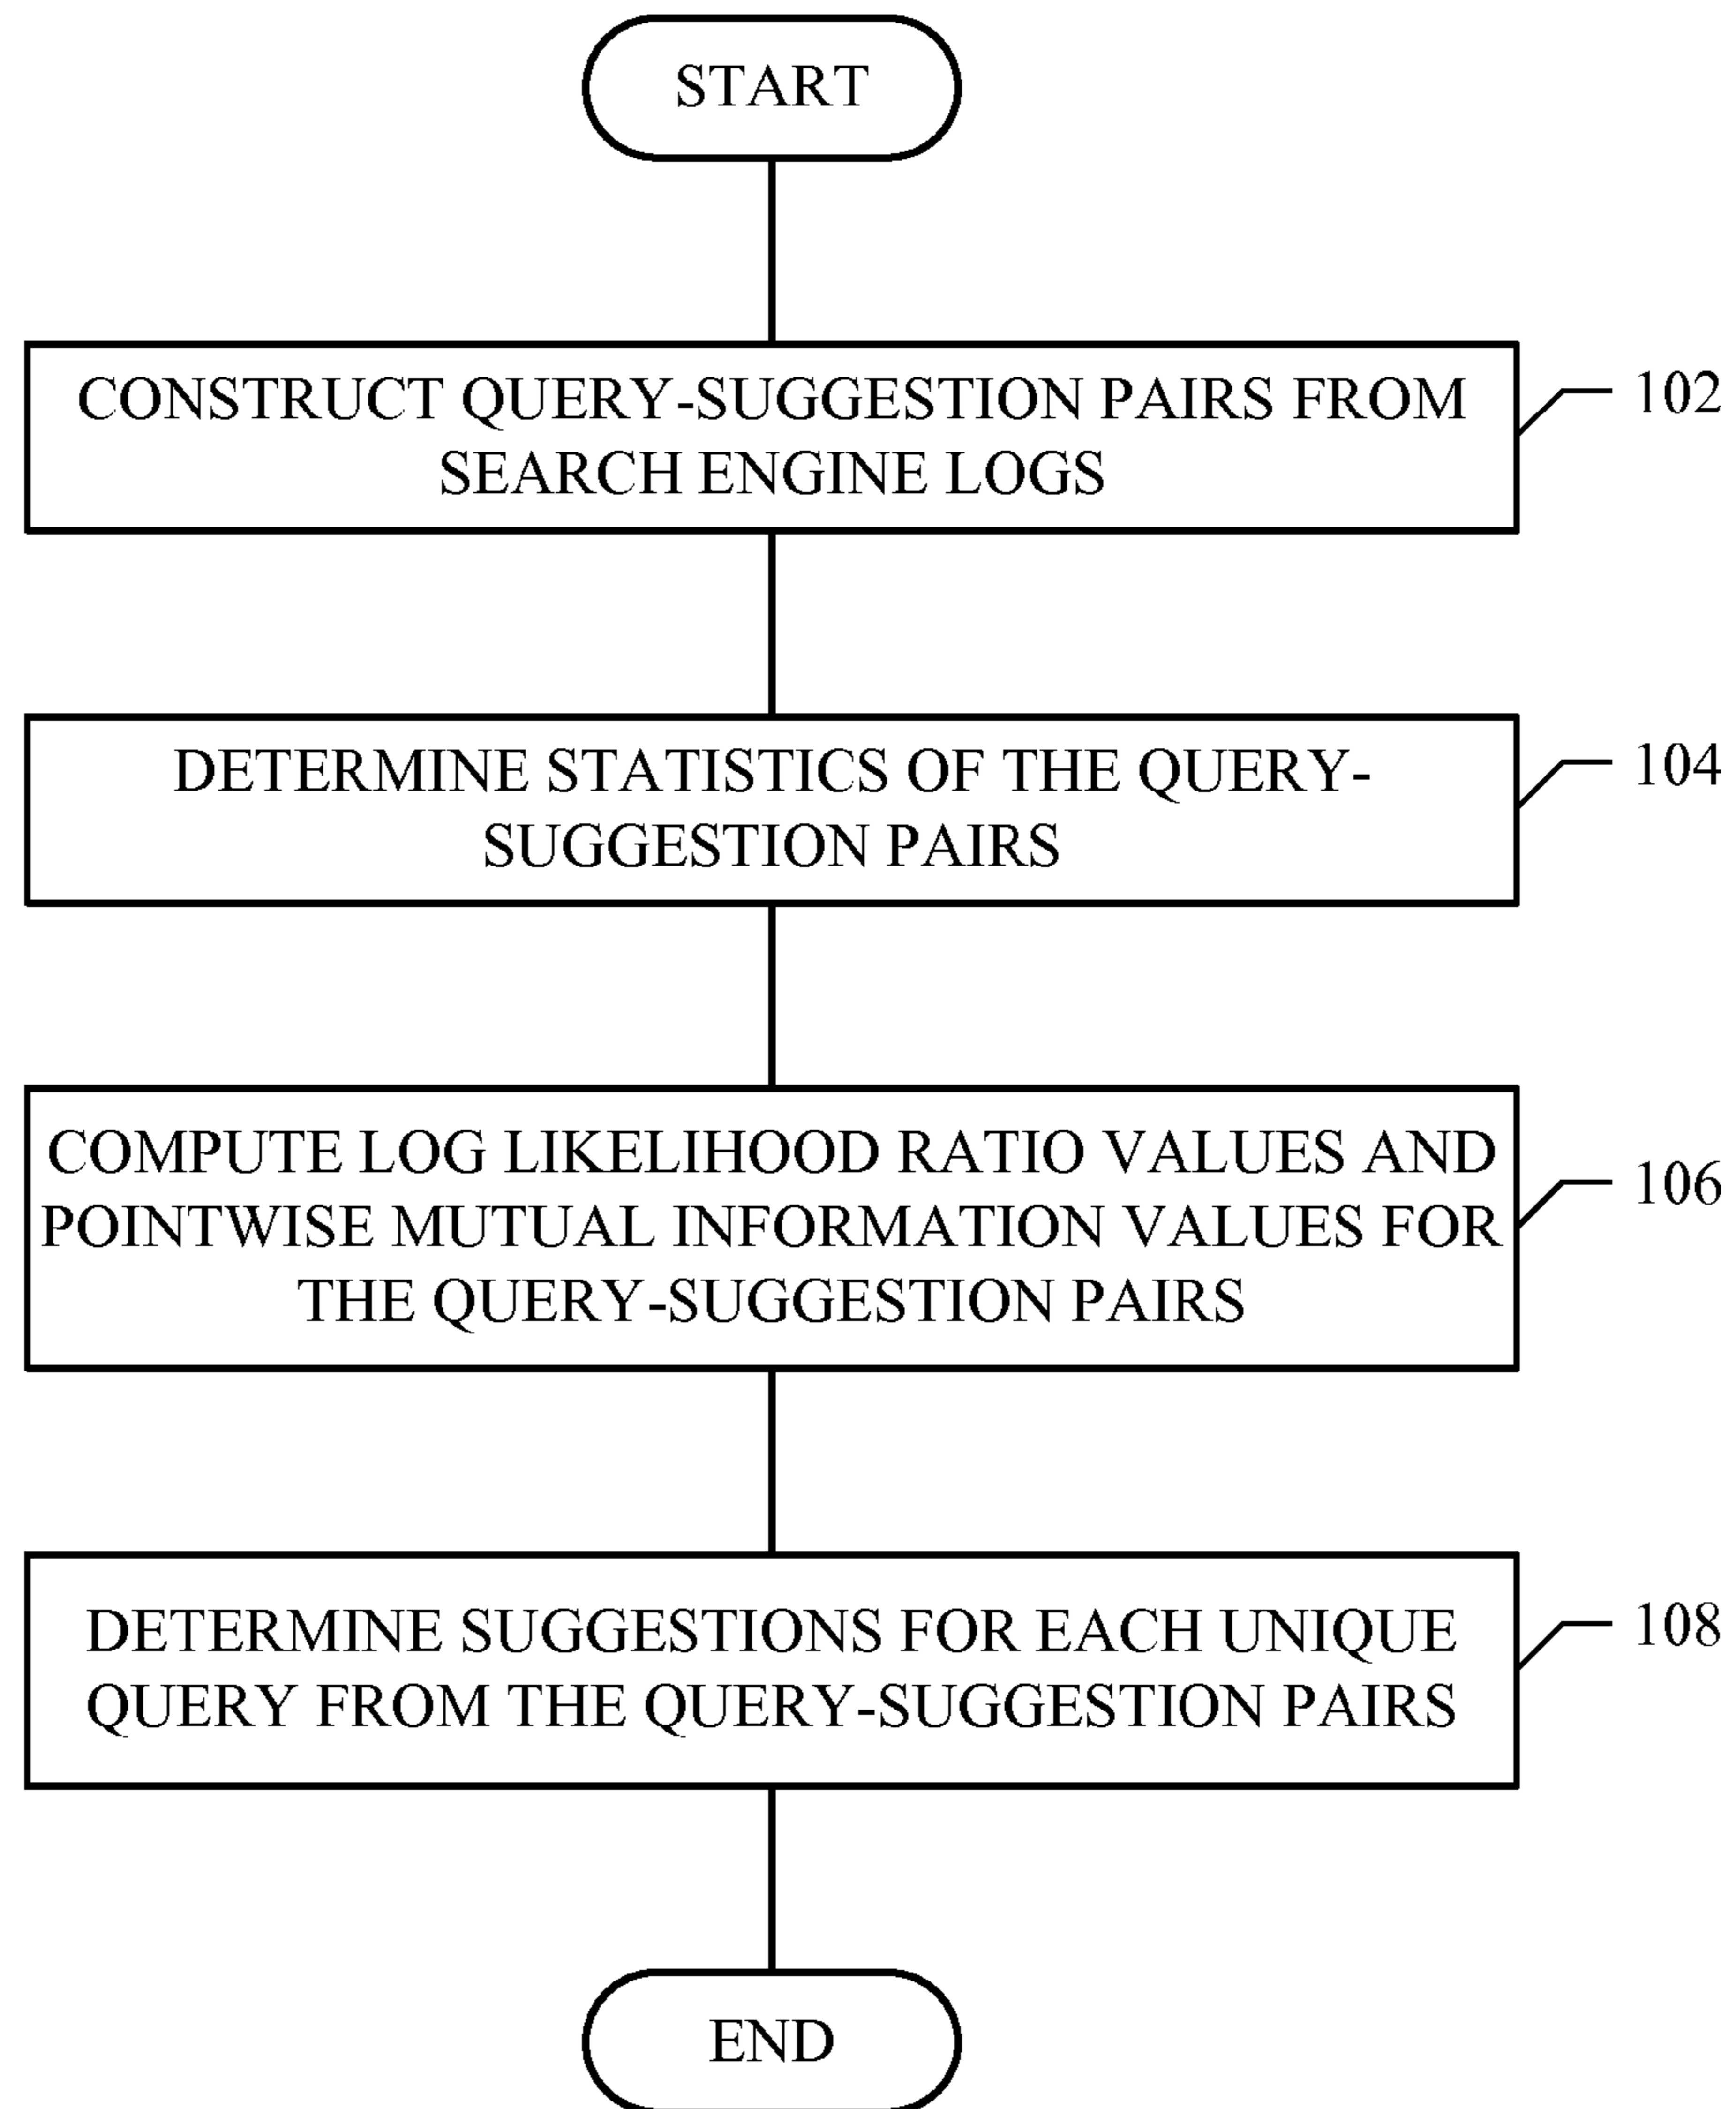 START
CONSTRUCT QUERY-SUGGESTION PAIRS FROM
SEARCH ENGINE LOGS
102
DETERMINE STATISTICS OF THE QUERY-
SUGGESTION PAIRS
104
COMPUTE LOG LIKELIHOOD RATIO VALUES AND
POINTWISE MUTUAL INFORMATION VALUES FOR
THE QUERY-SUGGESTION PAIRS
106
DETERMINE SUGGESTIONS FOR EACH UNIQUE
QUERY FROM THE QUERY-SUGGESTION PAIRS
108
END